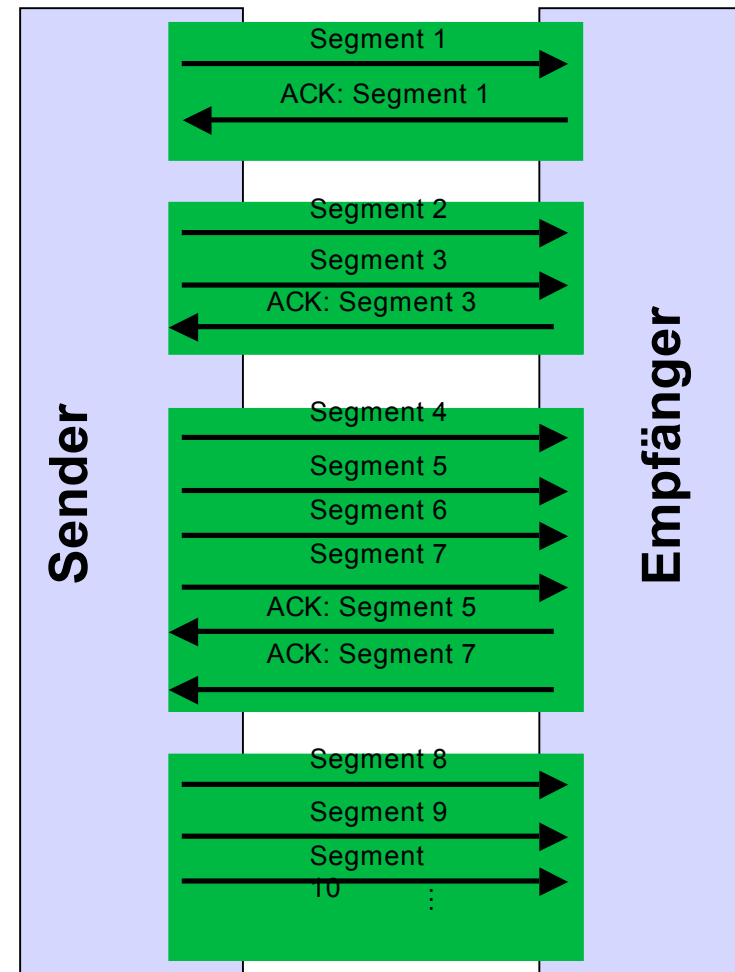 Segment 1
ACK: Segment 1
Segment 2
Segment 3
ACK: Segment 3
Segment 4
Segment 5
Segment 6
Segment 7
ACK: Segment 5
ACK: Segment 7
Segment 8
Segment 9
Segment
10
...
Sender
Empfänger